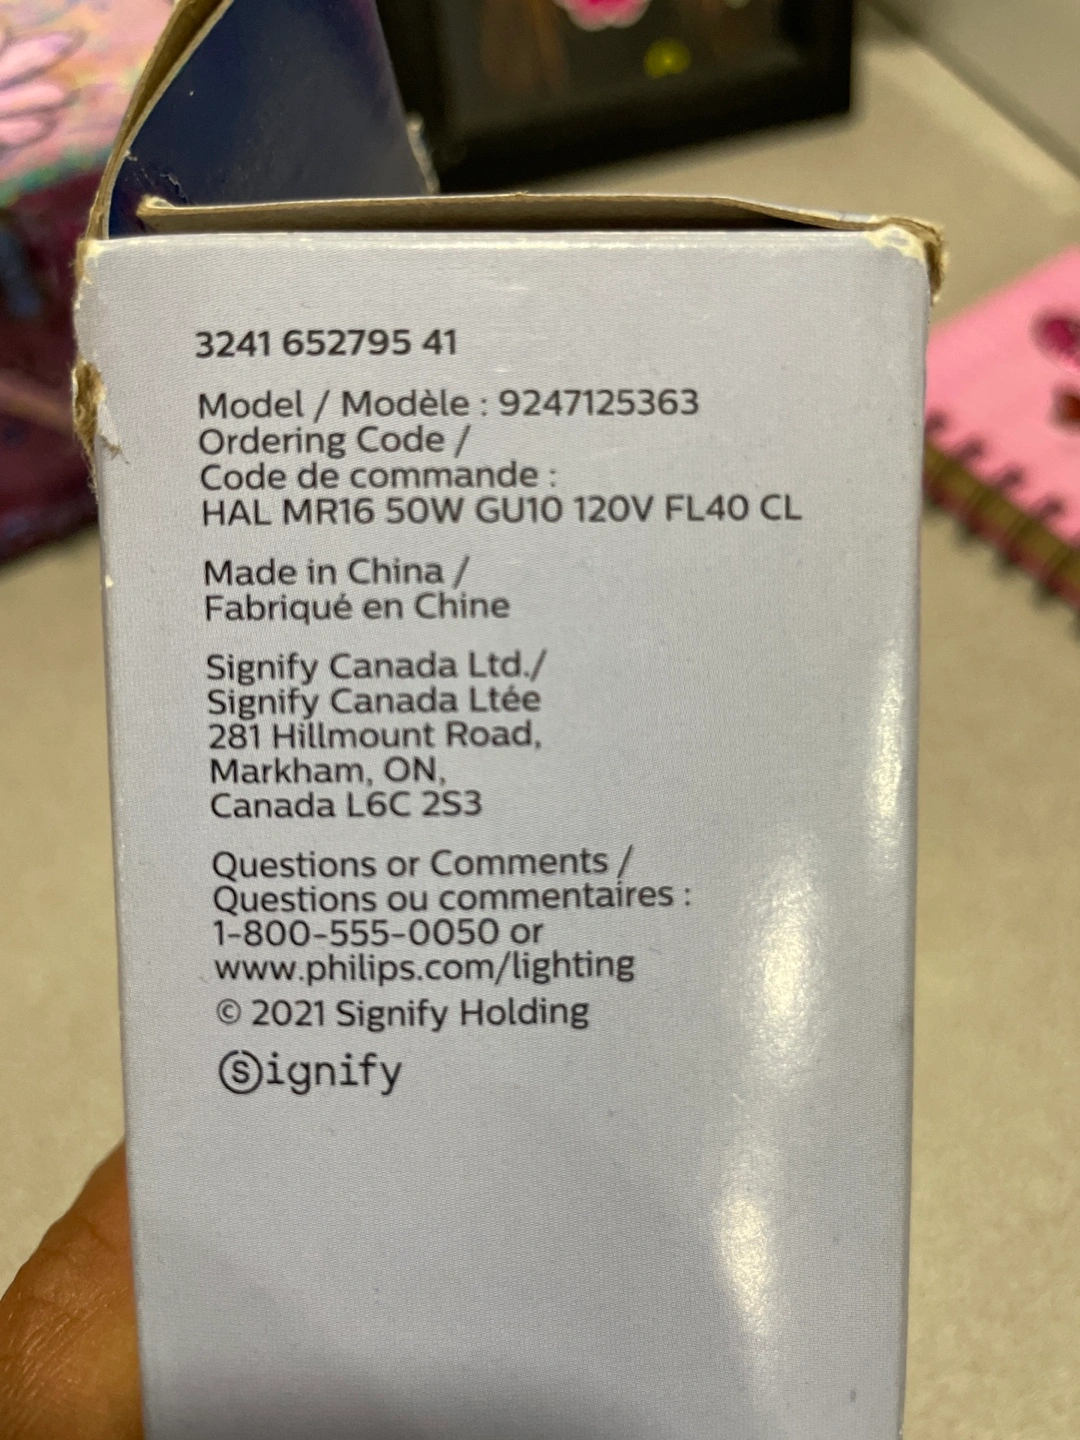 3241 652795 41
Model / Modèle : 9247125363
Ordering Code /
Code de commande :
HAL MR16 50W GU10 120V FL40 CL
Made in China /
Fabriqué en Chine
Signify Canada Ltd./
Signify Canada Ltée
281 Hillmount Road,
Markham, ON,
Canada L6C 2S3
Questions or Comments /
Questions ou commentaires :
1-800-555-0050 or
www.philips.com/lighting
© 2021 Signify Holding
Signify